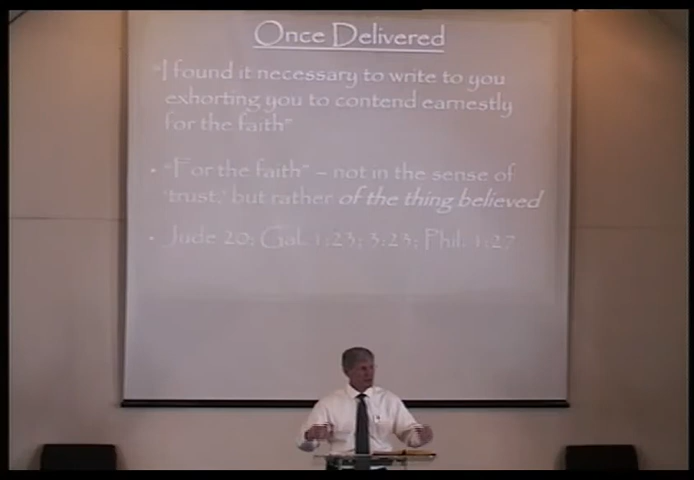 Once Delivered
"I found it necessary to write to you
exhorting you to contend earnestly
for the faith"
• "For the faith" – not in the sense of
'trust,' but rather of the thing believed
• Jude 20; Gal. 1:23; 3:23; Phil. 1:27